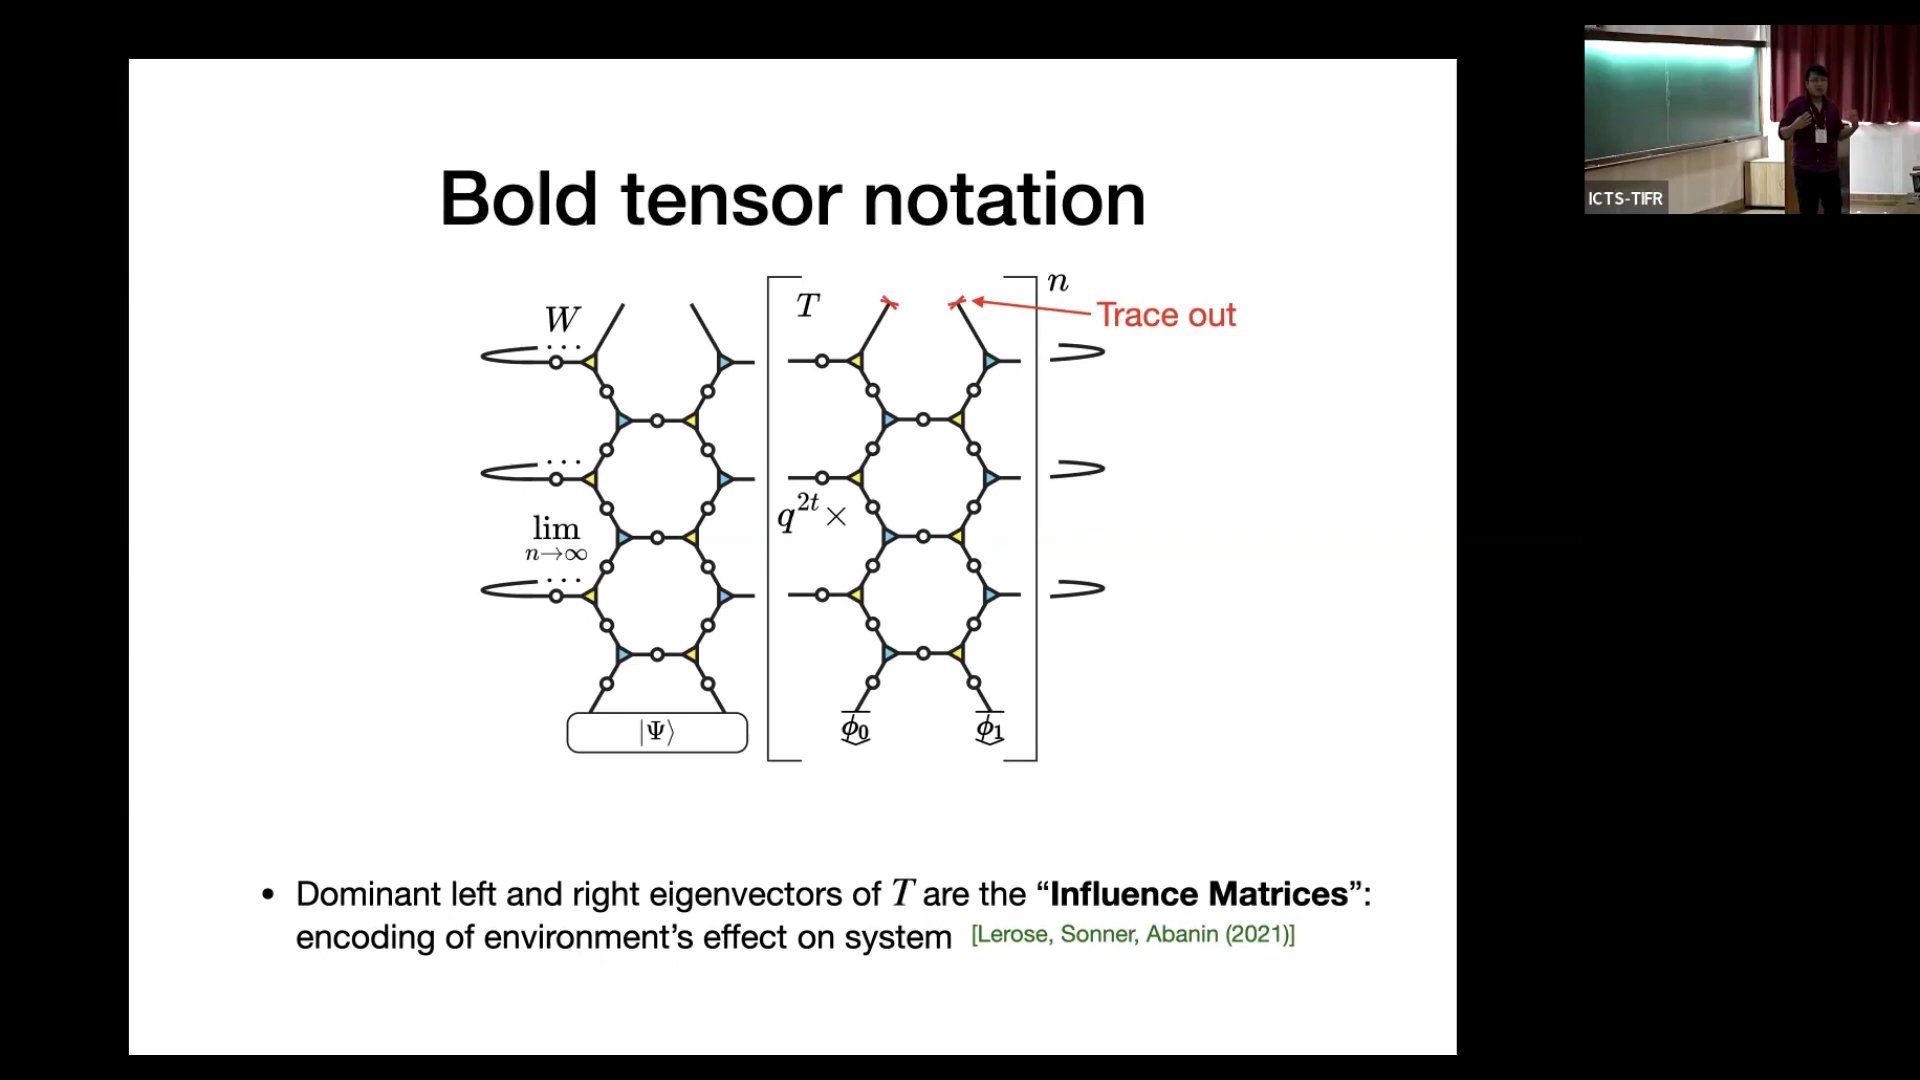 ICTS-TIFR
Bold tensor notation
W
T
n
Trace out
q^{2t} ×
lim
n→∞
|Ψ⟩
ϕ₀
ϕ₁
• Dominant left and right eigenvectors of T are the “Influence Matrices”:
encoding of environment’s effect on system [Lerose, Sonner, Abanin (2021)]